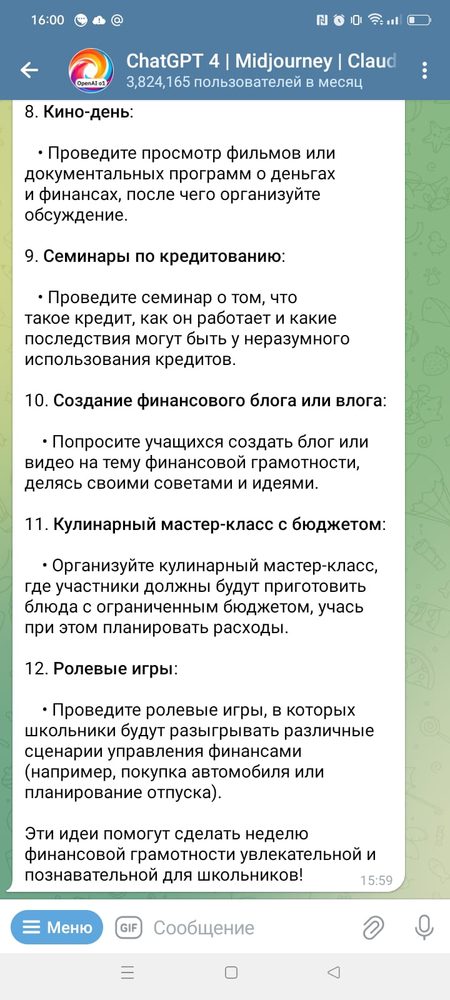 16:00
ChatGPT 4 | Midjourney | Claud
OpenAI o1
3,824,165 пользователей в месяц
8. Кино-день:
• Проведите просмотр фильмов или
документальных программ о деньгах
и финансах, после чего организуйте
обсуждение.
9. Семинары по кредитованию:
• Проведите семинар о том, что
такое кредит, как он работает и какие
последствия могут быть у неразумного
использования кредитов.
10. Создание финансового блога или влога:
• Попросите учащихся создать блог или
видео на тему финансовой грамотности,
делясь своими советами и идеями.
11. Кулинарный мастер-класс с бюджетом:
• Организуйте кулинарный мастер-класс,
где участники должны будут приготовить
блюда с ограниченным бюджетом, учась
при этом планировать расходы.
12. Ролевые игры:
• Проведите ролевые игры, в которых
школьники будут разыгрывать различные
сценарии управления финансами
(например, покупка автомобиля или
планирование отпуска).
Эти идеи помогут сделать неделю
финансовой грамотности увлекательной и
познавательной для школьников!
15:59
Меню
GIF
Сообщение